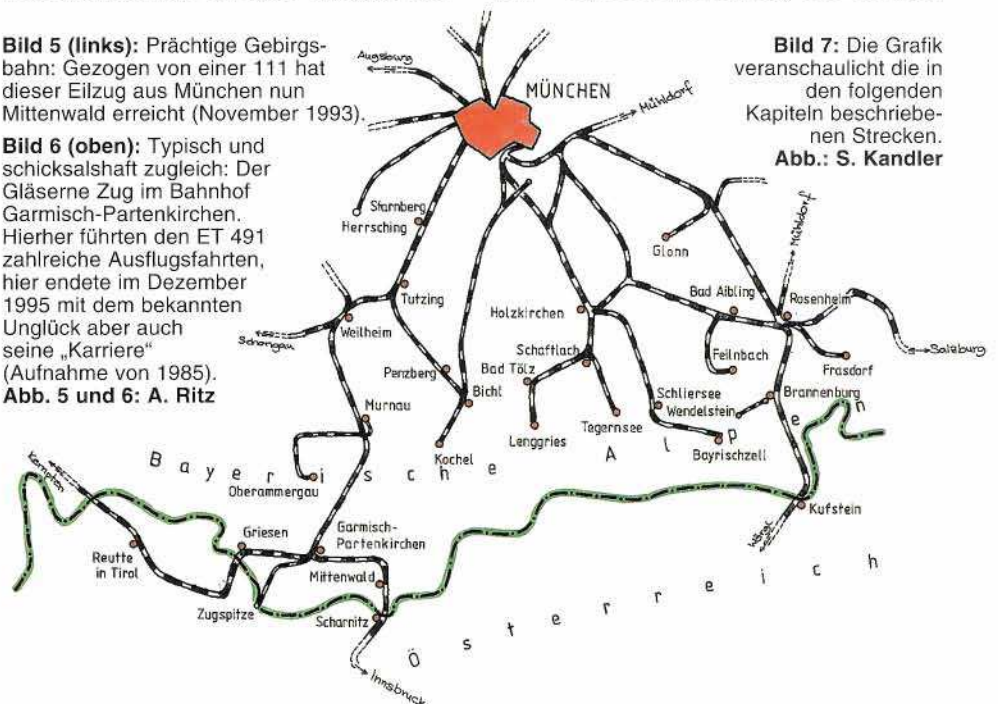 Bild 5 (links): Prächtige Gebirgs-
bahn: Gezogen von einer 111 hat
dieser Eilzug aus München nun
Mittenwald erreicht (November 1993).
Bild 6 (oben): Typisch und
schicksalshaft zugleich: Der
Gläserne Zug im Bahnhof
Garmisch-Partenkirchen.
Hierher führten den ET 491
zahlreiche Ausflugsfahrten,
hier endete im Dezember
1995 mit dem bekannten
Unglück aber auch
seine „Karriere“
(Aufnahme von 1985).
Abb. 5 und 6: A. Ritz
Bild 7: Die Grafik
veranschaulicht die in
den folgenden
Kapiteln beschriebe-
nen Strecken.
Abb.: S. Kandler
Augsburg
MÜNCHEN
Mühldorf
Starnberg
Herrsching
Glonn
Mühldorf
Tutzing
Bad Aibling
Rosenheim
Holzkirchen
Weilheim
Schongau
Salzburg
Schaftlach
Feilnbach
Frasdorf
Penzberg
Bad Tölz
Bichl
Schliersee
Brannenburg
Wendelstein
Murnau
Lenggries
Tegernsee
Bayrischzell
Kochel
Bayerische Alpen
Oberammergau
Kempten
Kufstein
Wörgl
Griesen
Garmisch-
Partenkirchen
Reutte
in Tirol
Mittenwald
Zugspitze
Scharnitz
Österreich
Innsbruck